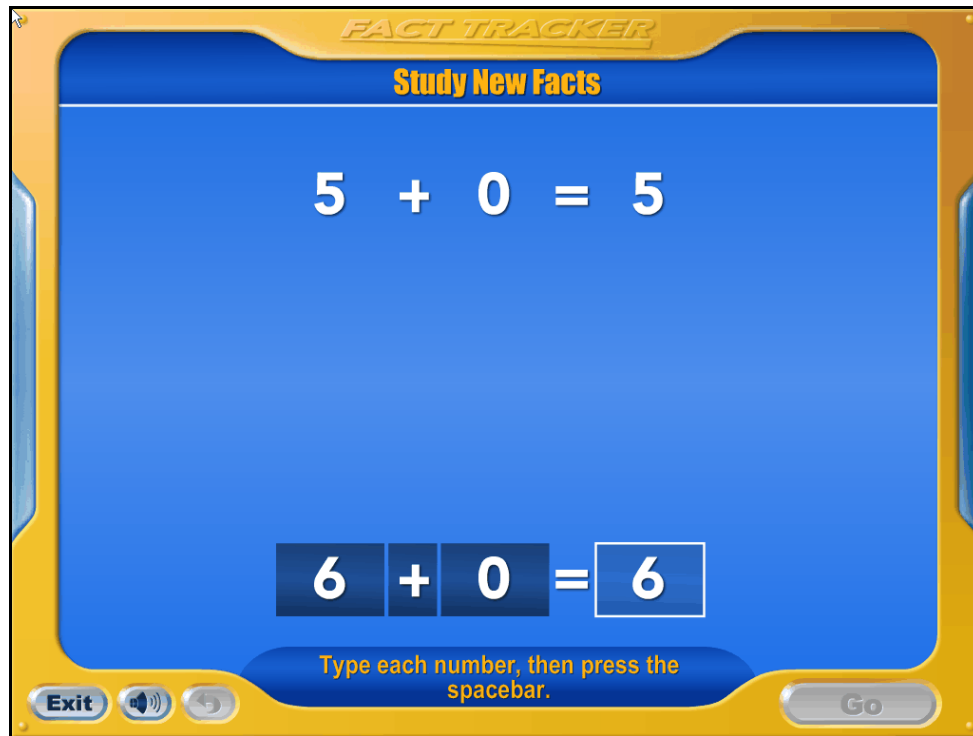 FACT TRACKER
Study New Facts
5 + 0 = 5
6 + 0 = 6
Type each number, then press the
spacebar.
Exit
Go